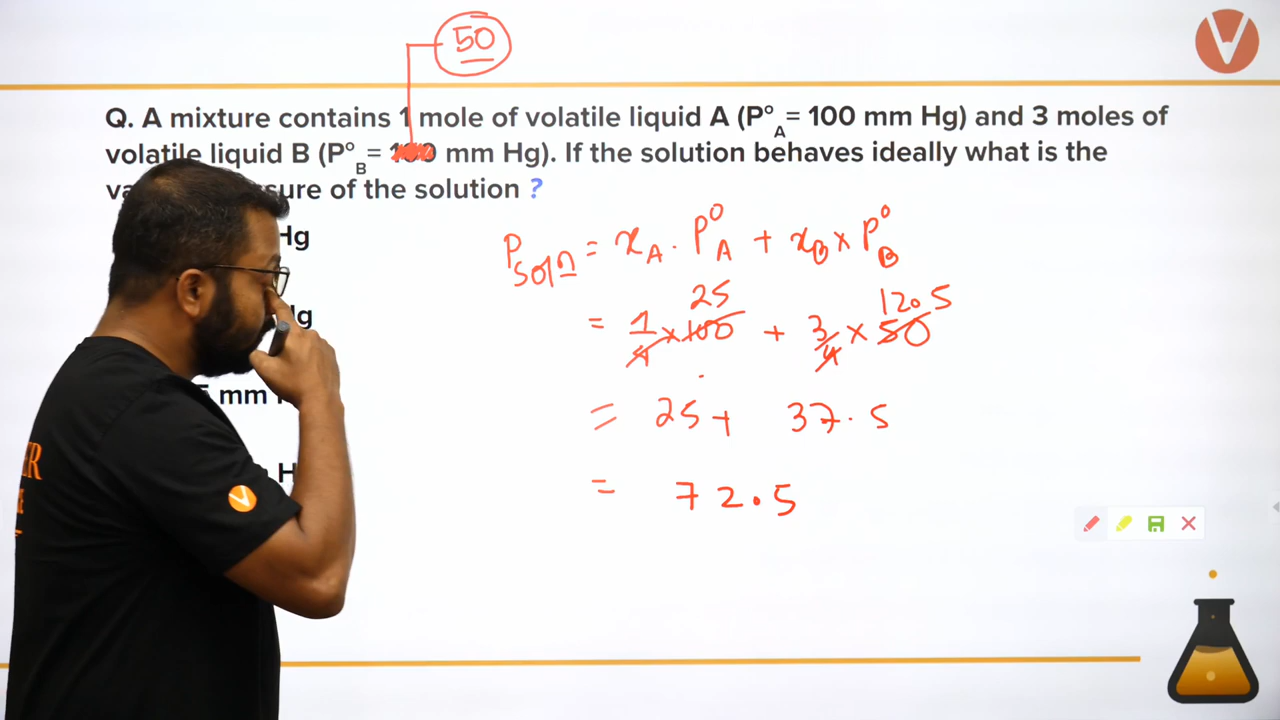 50
Q. A mixture contains 1 mole of volatile liquid A (P°A = 100 mm Hg) and 3 moles of
volatile liquid B (P°B = mm Hg). If the solution behaves ideally what is the
of the solution ?
Hg
Psoln = xA . P°A + xB × P°B
25 12.5
= 1/4 × 100 + 3/4 × 50
Hg
mm
= 25 + 37.5
= 72.5